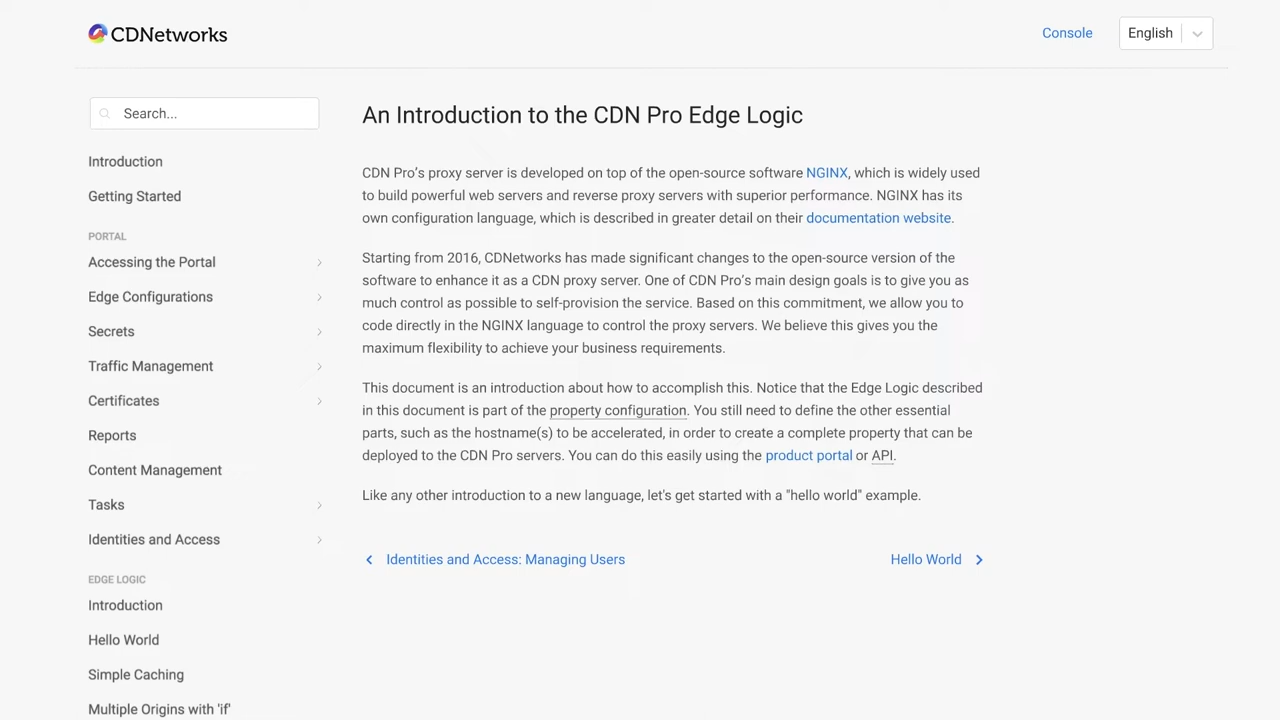 CDNetworks
Console
English
Search...
Introduction
Getting Started
PORTAL
Accessing the Portal
Edge Configurations
Secrets
Traffic Management
Certificates
Reports
Content Management
Tasks
Identities and Access
EDGE LOGIC
Introduction
Hello World
Simple Caching
Multiple Origins with 'if'
An Introduction to the CDN Pro Edge Logic
CDN Pro’s proxy server is developed on top of the open-source software NGINX, which is widely used
to build powerful web servers and reverse proxy servers with superior performance. NGINX has its
own configuration language, which is described in greater detail on their documentation website.
Starting from 2016, CDNetworks has made significant changes to the open-source version of the
software to enhance it as a CDN proxy server. One of CDN Pro’s main design goals is to give you as
much control as possible to self-provision the service. Based on this commitment, we allow you to
code directly in the NGINX language to control the proxy servers. We believe this gives you the
maximum flexibility to achieve your business requirements.
This document is an introduction about how to accomplish this. Notice that the Edge Logic described
in this document is part of the property configuration. You still need to define the other essential
parts, such as the hostname(s) to be accelerated, in order to create a complete property that can be
deployed to the CDN Pro servers. You can do this easily using the product portal or API.
Like any other introduction to a new language, let's get started with a "hello world" example.
Identities and Access: Managing Users
Hello World